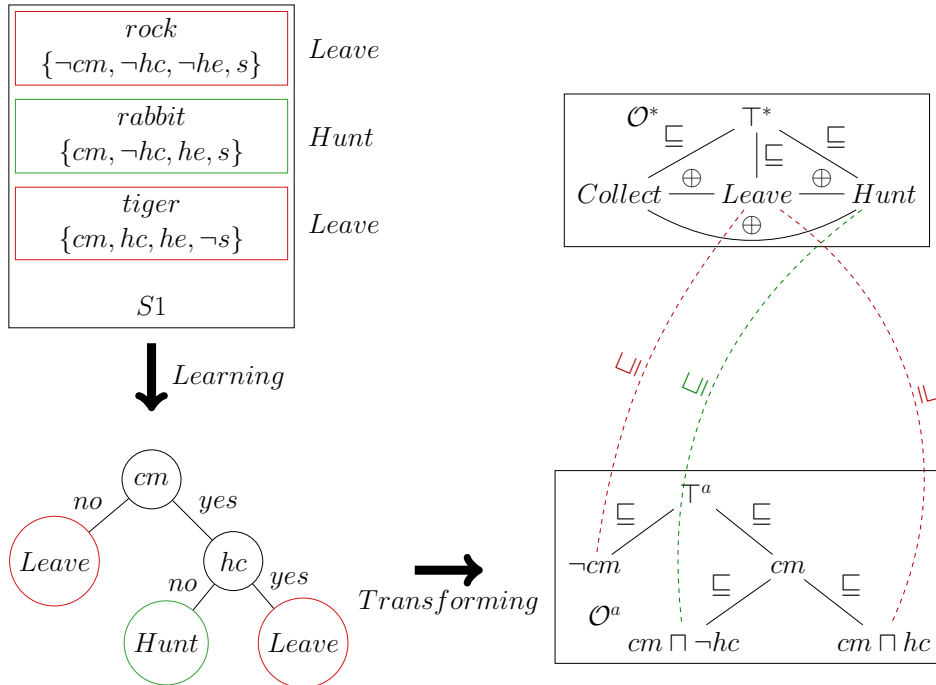 rock
{¬cm, ¬hc, ¬he, s}
Leave
rabbit
{cm, ¬hc, he, s}
Hunt
tiger
{cm, hc, he, ¬s}
Leave
S1
Learning
cm
no
yes
Leave
hc
no
yes
Hunt
Leave
Transforming
𝒪* ⊤*
⊑ ⊑ ⊑
Collect ⊕ Leave ⊕ Hunt
⊕
⊑ ⊑ ⊑
⊤ᵃ
⊑ ⊑
¬cm cm
⊑ ⊑
𝒪ᵃ
cm ⊓ ¬hc cm ⊓ hc